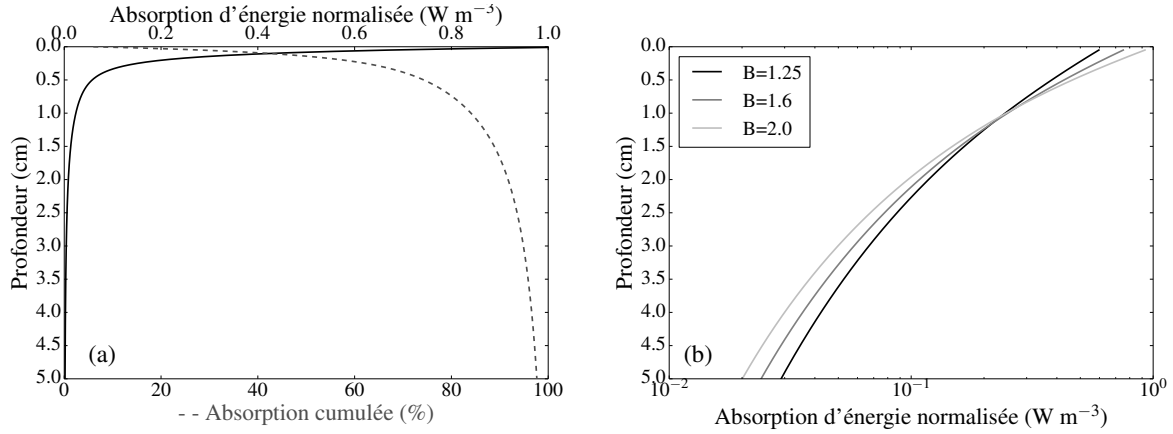 Absorption d'énergie normalisée (W m⁻³)
0.0 0.2 0.4 0.6 0.8 1.0
Profondeur (cm)
0.0
0.5
1.0
1.5
2.0
2.5
3.0
3.5
4.0
4.5
5.0
(a)
0 20 40 60 80 100
- - Absorption cumulée (%)
Profondeur (cm)
0.0
0.5
1.0
1.5
2.0
2.5
3.0
3.5
4.0
4.5
5.0
B=1.25
B=1.6
B=2.0
(b)
10⁻² 10⁻¹ 10⁰
Absorption d'énergie normalisée (W m⁻³)